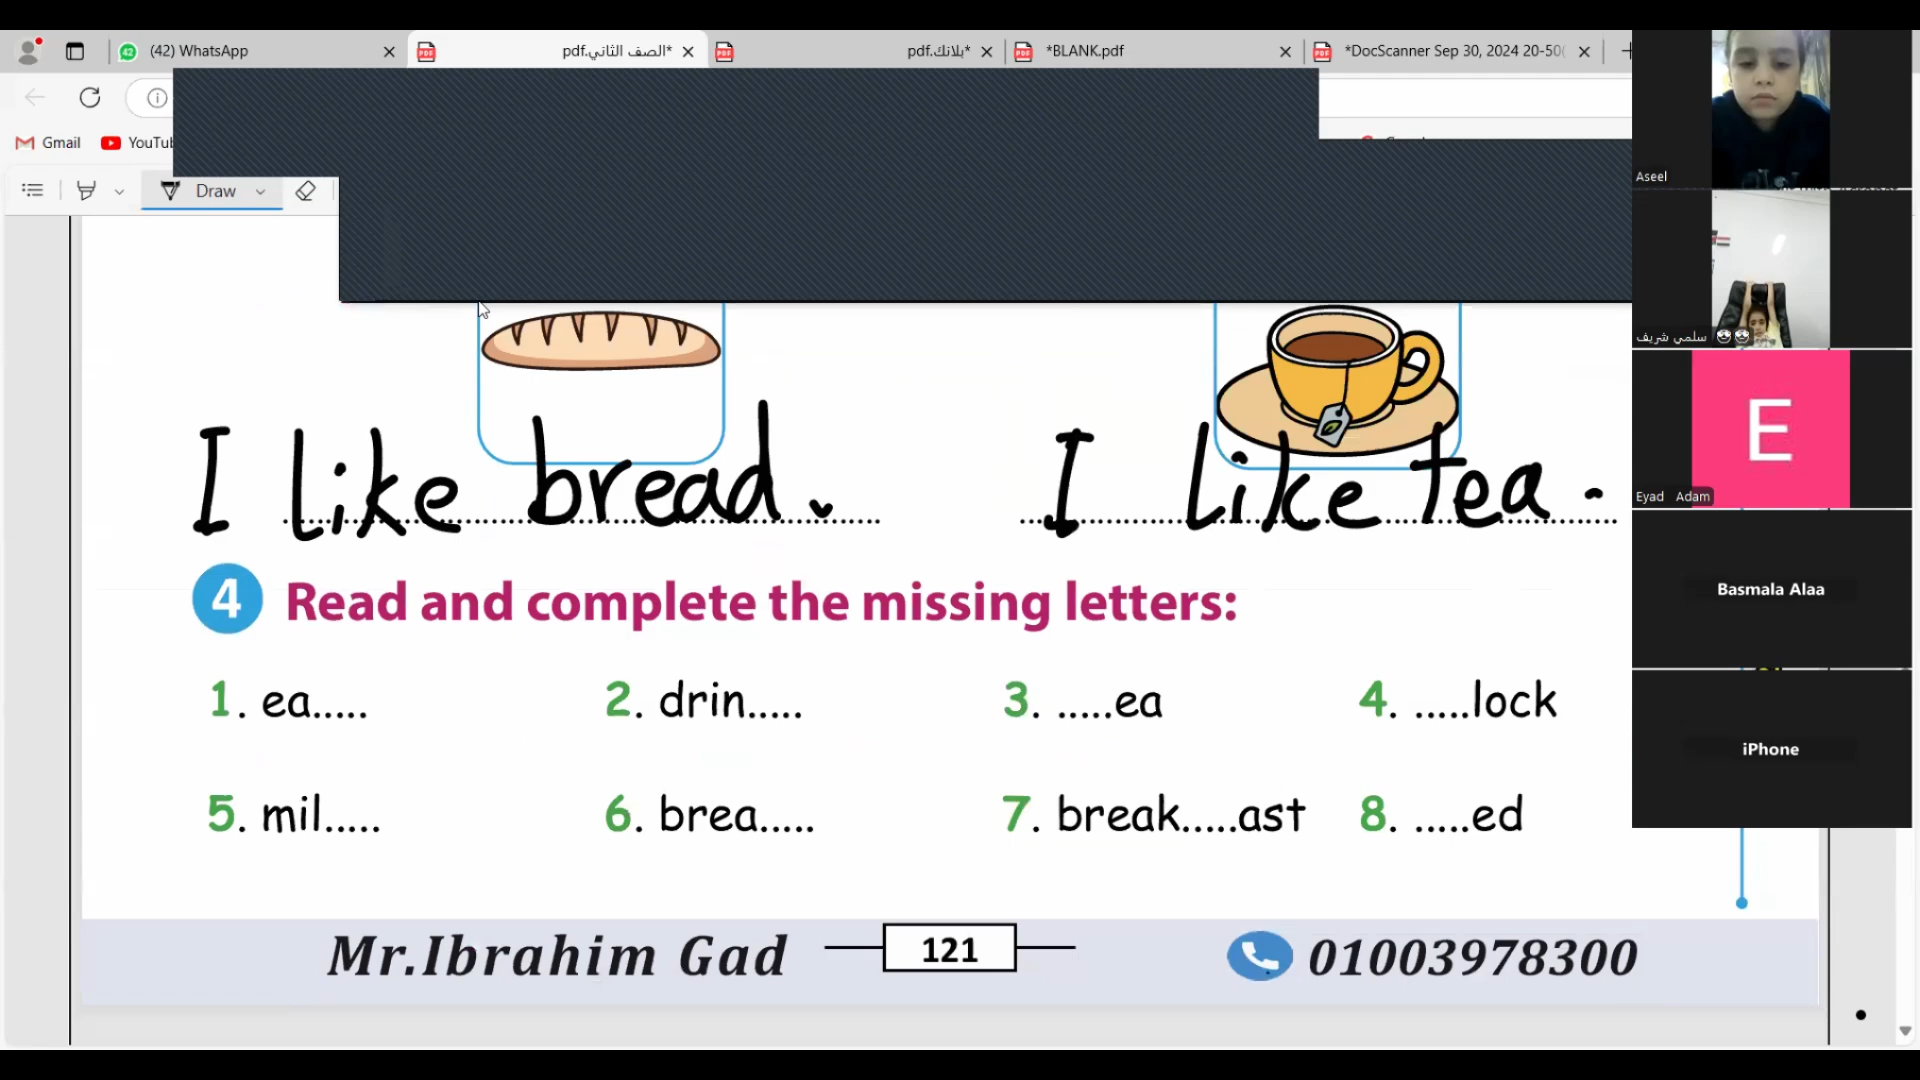 (42) WhatsApp
*الصف الثاني.pdf
*بلانك.pdf
*BLANK.pdf
*DocScanner Sep 30, 2024 20-50(
Gmail
YouTub
Draw
I like bread.
I like tea.
4 Read and complete the missing letters:
1. ea..... 2. drin..... 3. .....ea 4. .....lock
5. mil..... 6. brea..... 7. break.....ast 8. .....ed
Mr.Ibrahim Gad 121 01003978300
Aseel
سلمي شريف 😎😎
E
Eyad Adam
Basmala Alaa
iPhone